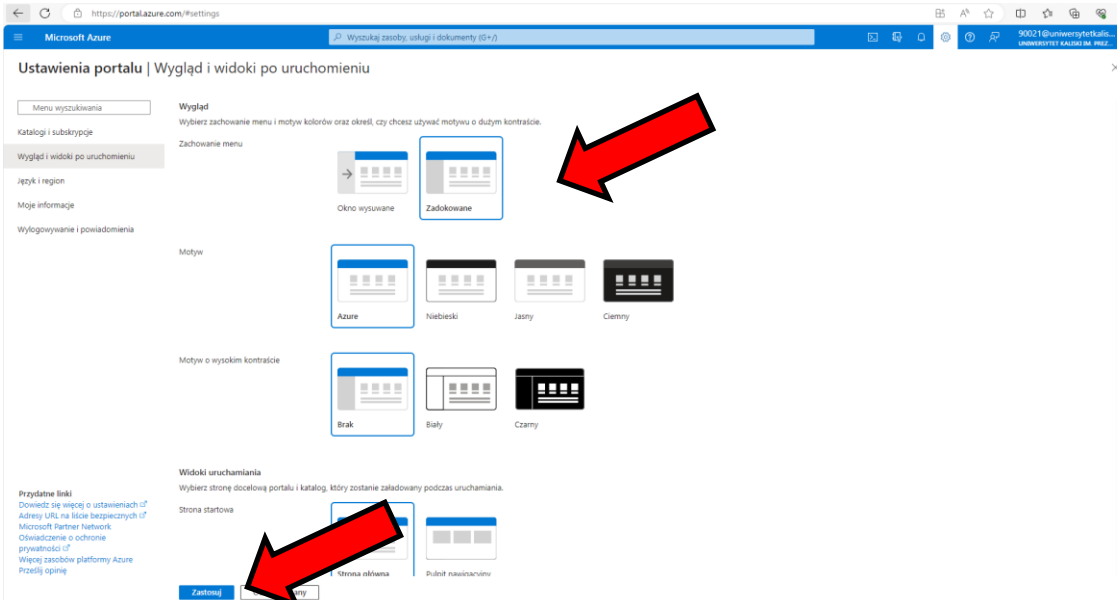 https://portal.azure.com/#settings
Microsoft Azure
Wyszukaj zasoby, usługi i dokumenty (G+/)
90021@uniwersytetkalis...
UNIWERSYTET KALISKI IM. PREZ...
Ustawienia portalu | Wygląd i widoki po uruchomieniu
Menu wyszukiwania
Katalogi i subskrypcje
Wygląd i widoki po uruchomieniu
Język i region
Moje informacje
Wylogowywanie i powiadomienia
Wygląd
Wybierz zachowanie menu i motyw kolorów oraz określ, czy chcesz używać motywu o dużym kontraście.
Zachowanie menu
Okno wysuwane
Zadokowane
Motyw
Azure
Niebieski
Jasny
Ciemny
Motyw o wysokim kontraście
Brak
Biały
Czarny
Widoki uruchamiania
Wybierz stronę docelową portalu i katalog, który zostanie załadowany podczas uruchamiania.
Strona startowa
Strona główna
Pulpit nawigacyjny
Przydatne linki
Dowiedz się więcej o ustawieniach
Adresy URL na liście bezpiecznych
Microsoft Partner Network
Oświadczenie o ochronie
prywatności
Więcej zasobów platformy Azure
Prześlij opinię
Zastosuj